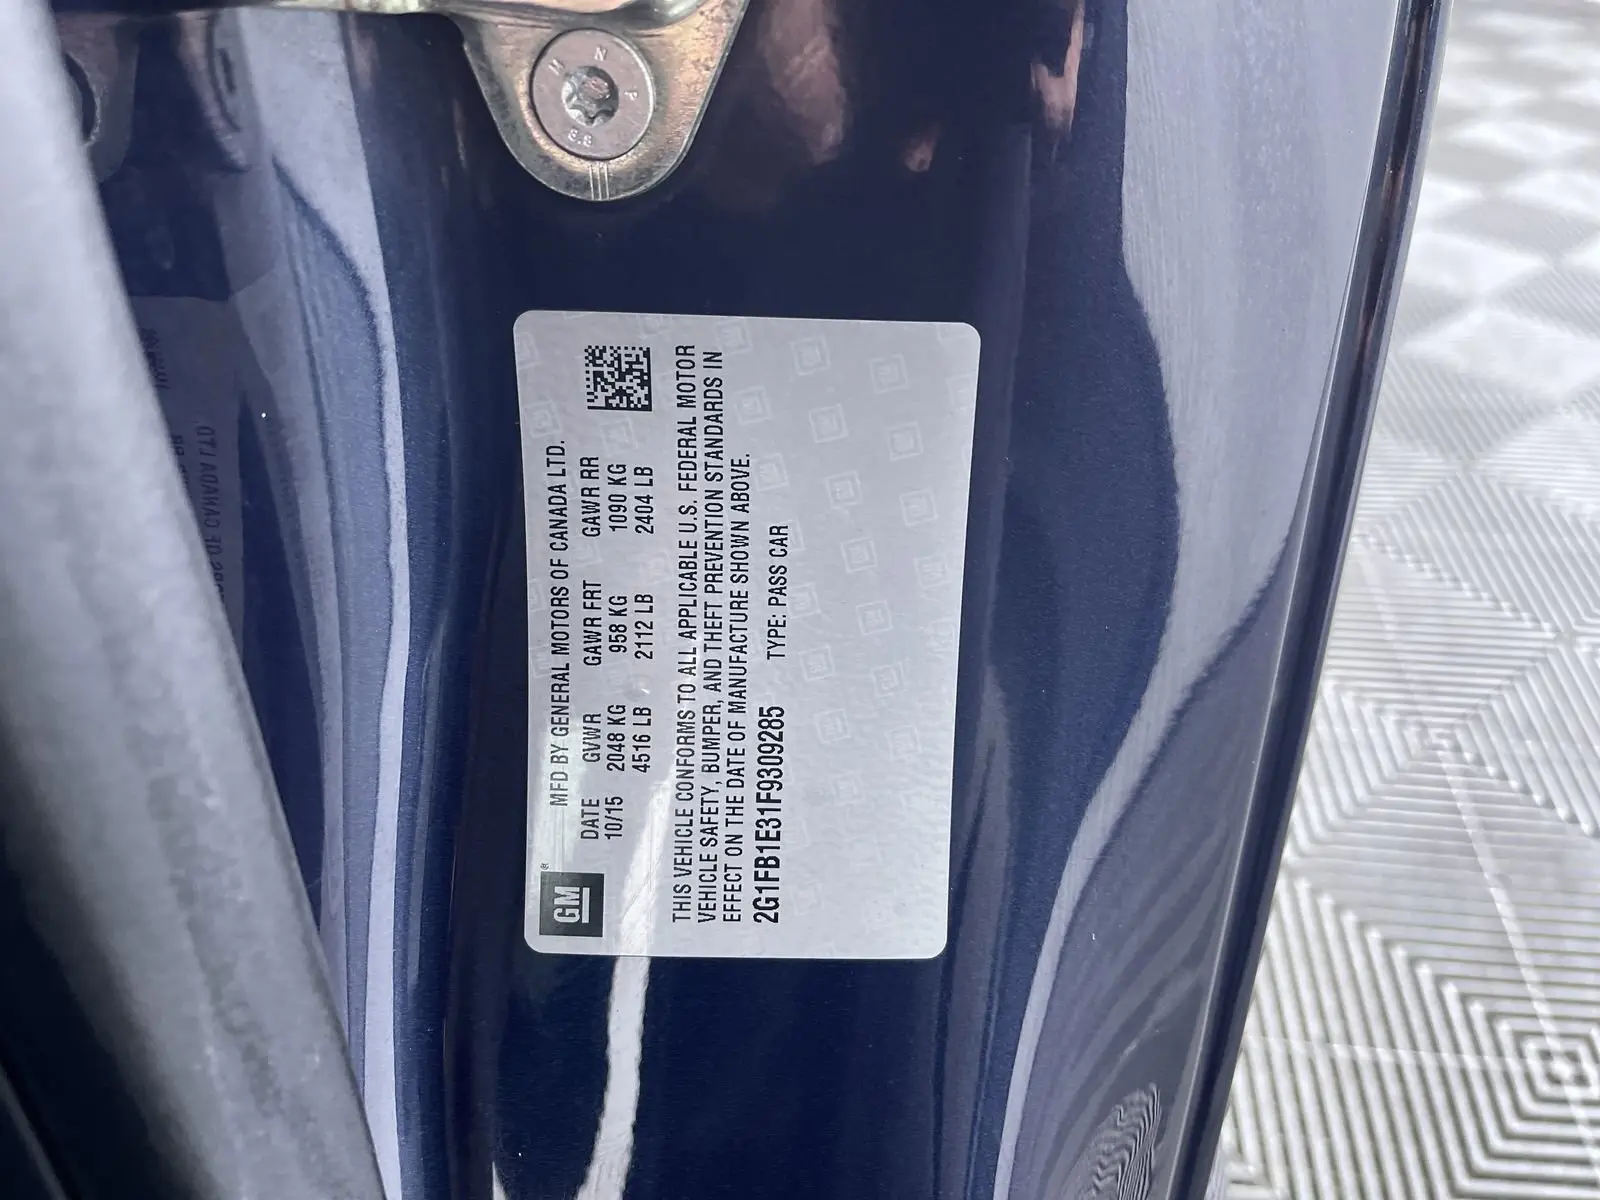 GM
MFD BY GENERAL MOTORS OF CANADA LTD.
DATE GVWR GAWR FRT GAWR RR
10/15 2048 KG 958 KG 1090 KG
4516 LB 2112 LB 2404 LB
THIS VEHICLE CONFORMS TO ALL APPLICABLE U.S. FEDERAL MOTOR
VEHICLE SAFETY, BUMPER, AND THEFT PREVENTION STANDARDS IN
EFFECT ON THE DATE OF MANUFACTURE SHOWN ABOVE.
2G1FB1E31F9309285 TYPE: PASS CAR
8.8